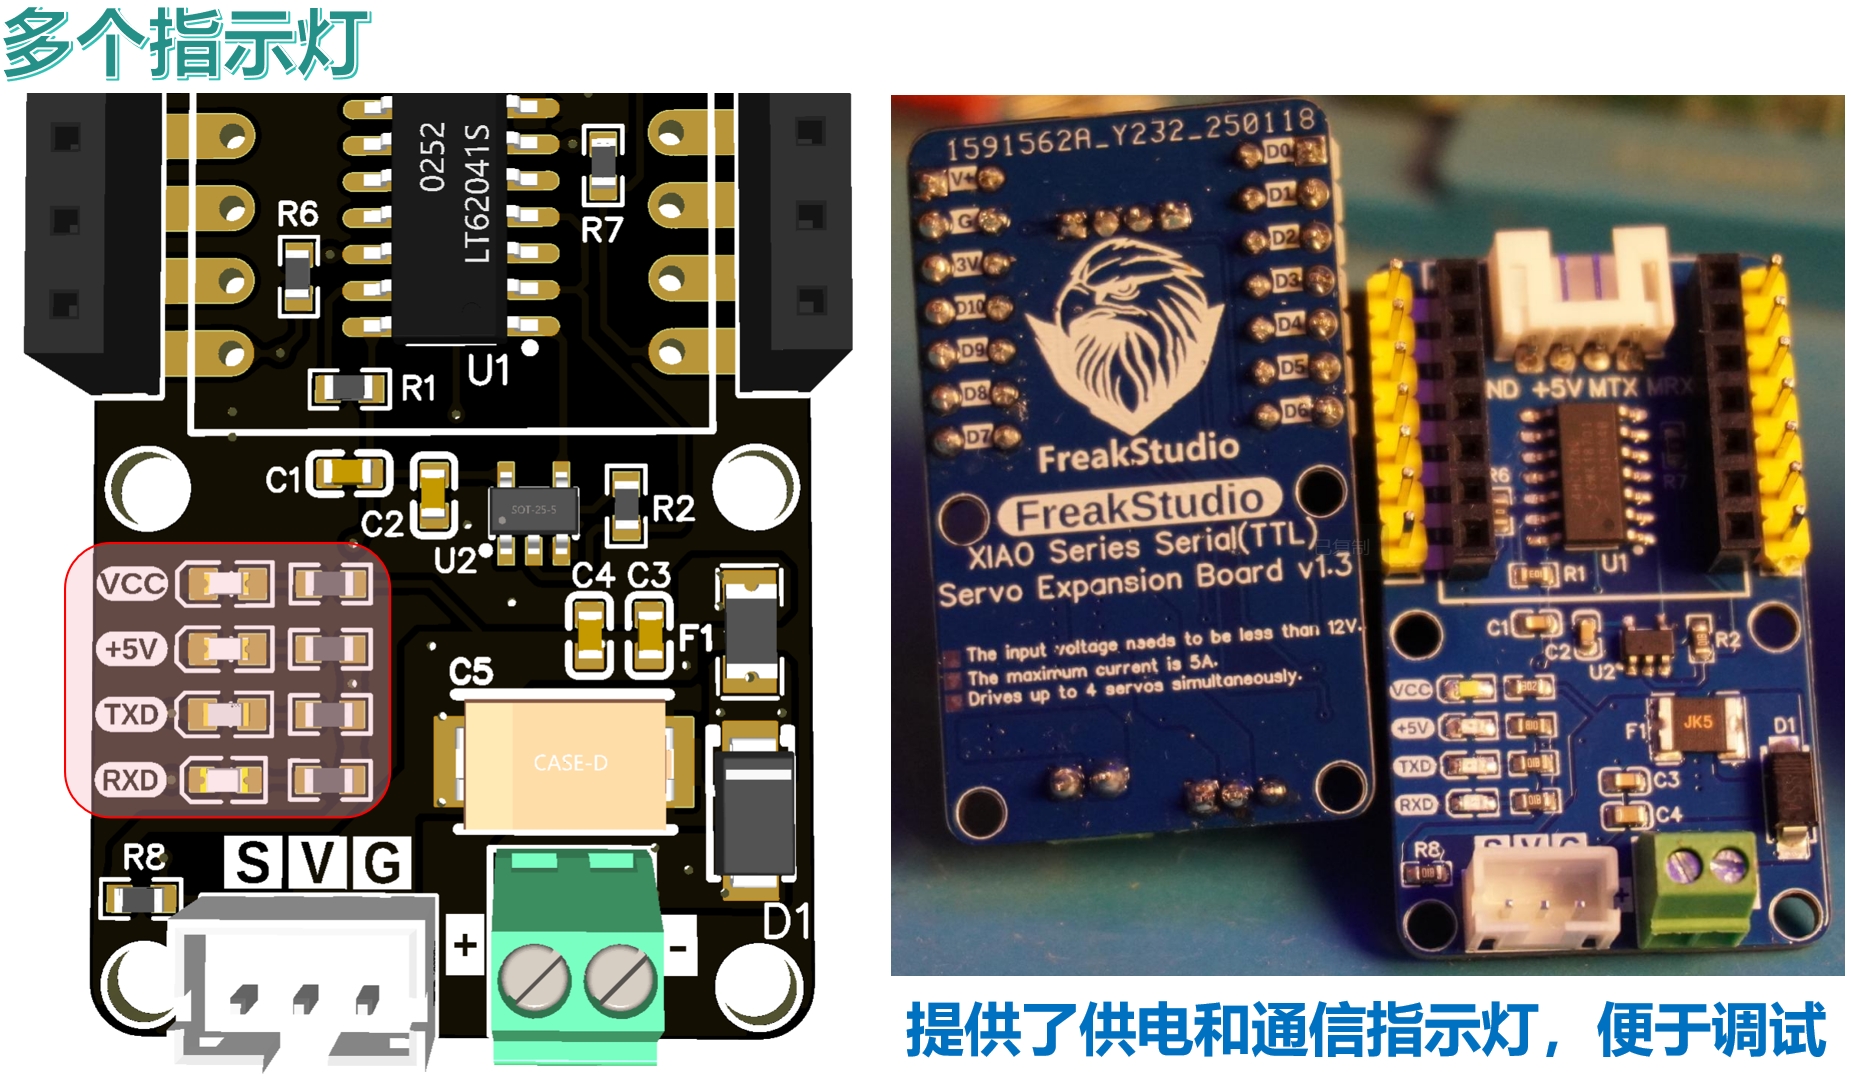 多个指示灯
0252
LT62041S
R6
R7
R1
U1
C1
C2
U2
R2
SOT-25-5
C4 C3
VCC
+5V
TXD
RXD
F1
C5
CASE-D
R8
S V G
+
-
D1
1591562A_Y232_250118
V+
G
3V
D10
D9
D8
D7
D0
D1
D2
D3
D4
D5
D6
FreakStudio
FreakStudio
XIAO Series Serial(TTL)
Servo Expansion Board v1.3
The input voltage needs to be less than 12V.
The maximum current is 5A.
Drives up to 4 servos simultaneously.
已复制
ND +5V MTX MRX
R6
R7
R1
U1
C1
C2
U2
R2
VCC
+5V
TXD
RXD
F1
JK5
D1
C3
C4
R8
S V G
+
提供了供电和通信指示灯，便于调试